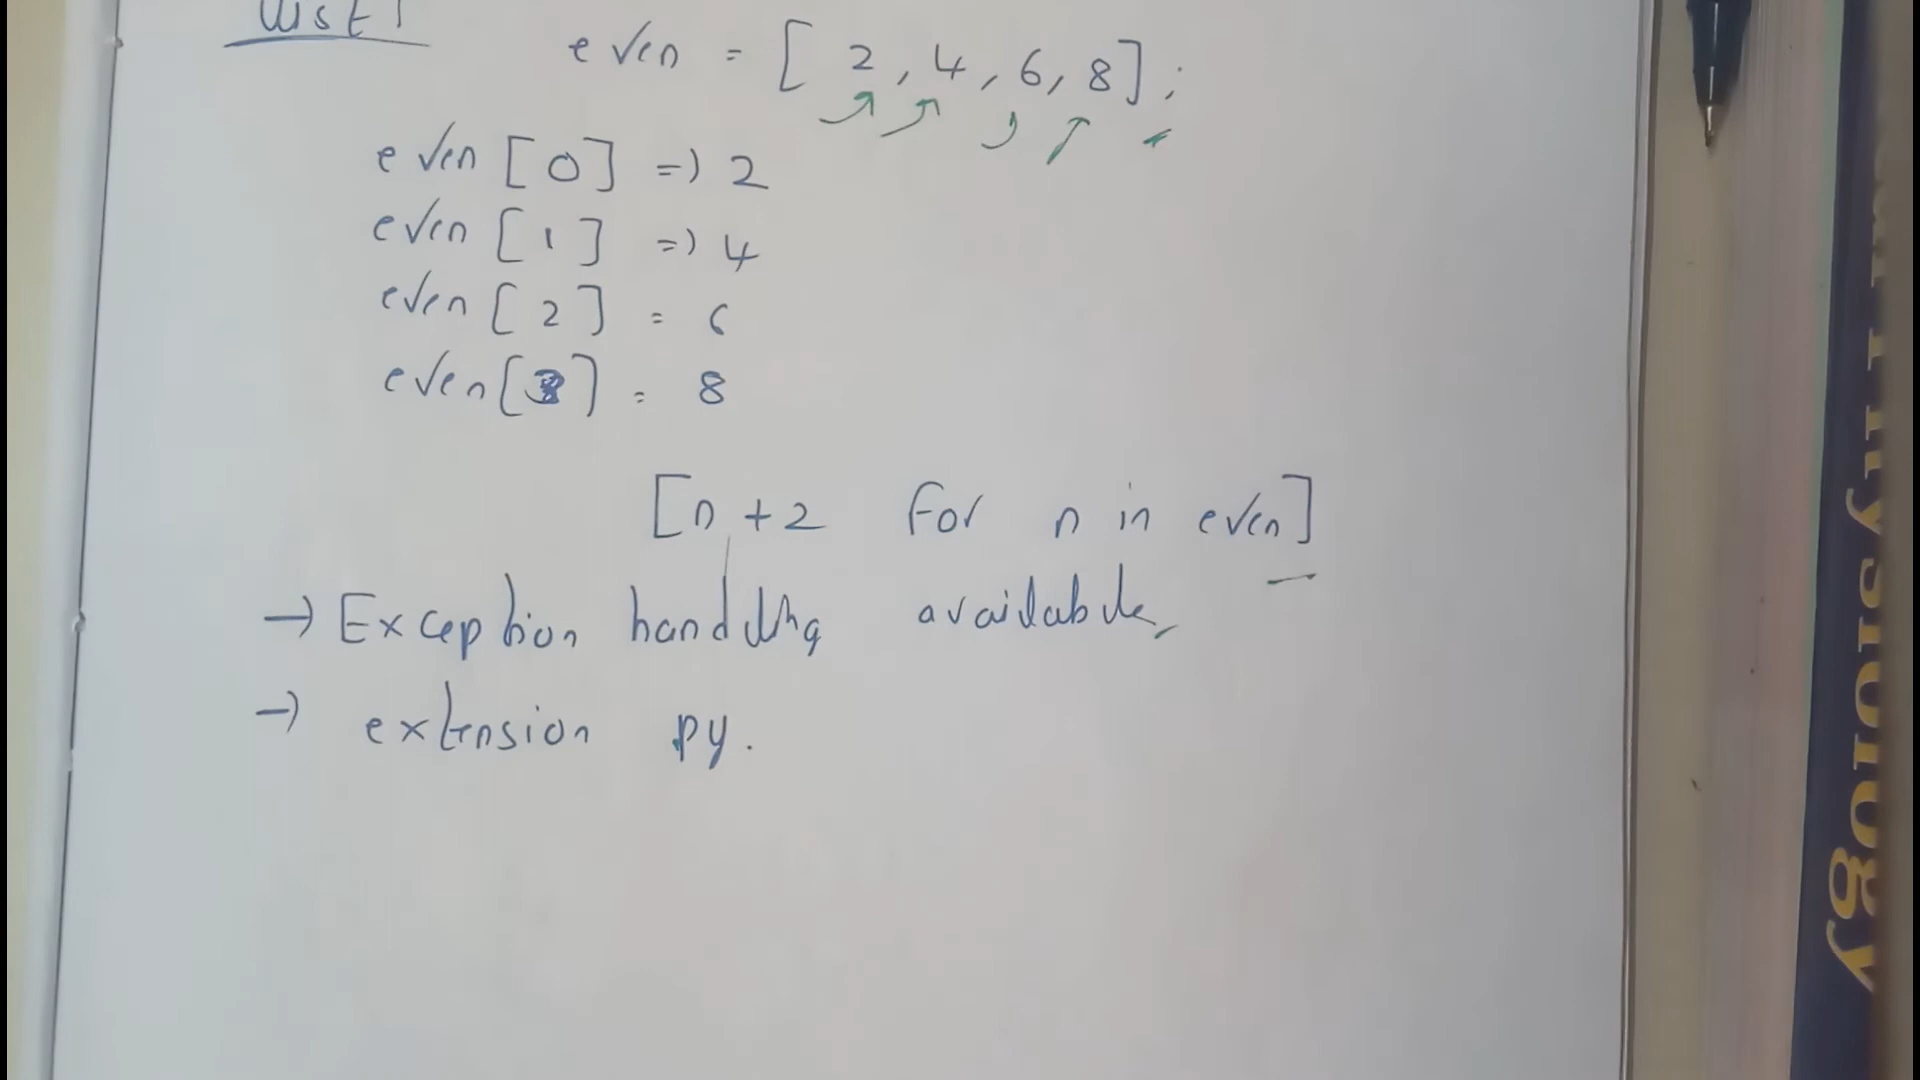 List
even = [ 2 , 4 , 6 , 8 ] ;
even [ 0 ] => 2
even [ 1 ] => 4
even [ 2 ] = 6
even [ 3 ] = 8
[ n + 2 for n in even ]
→ Exception handling available,
→ extension py.